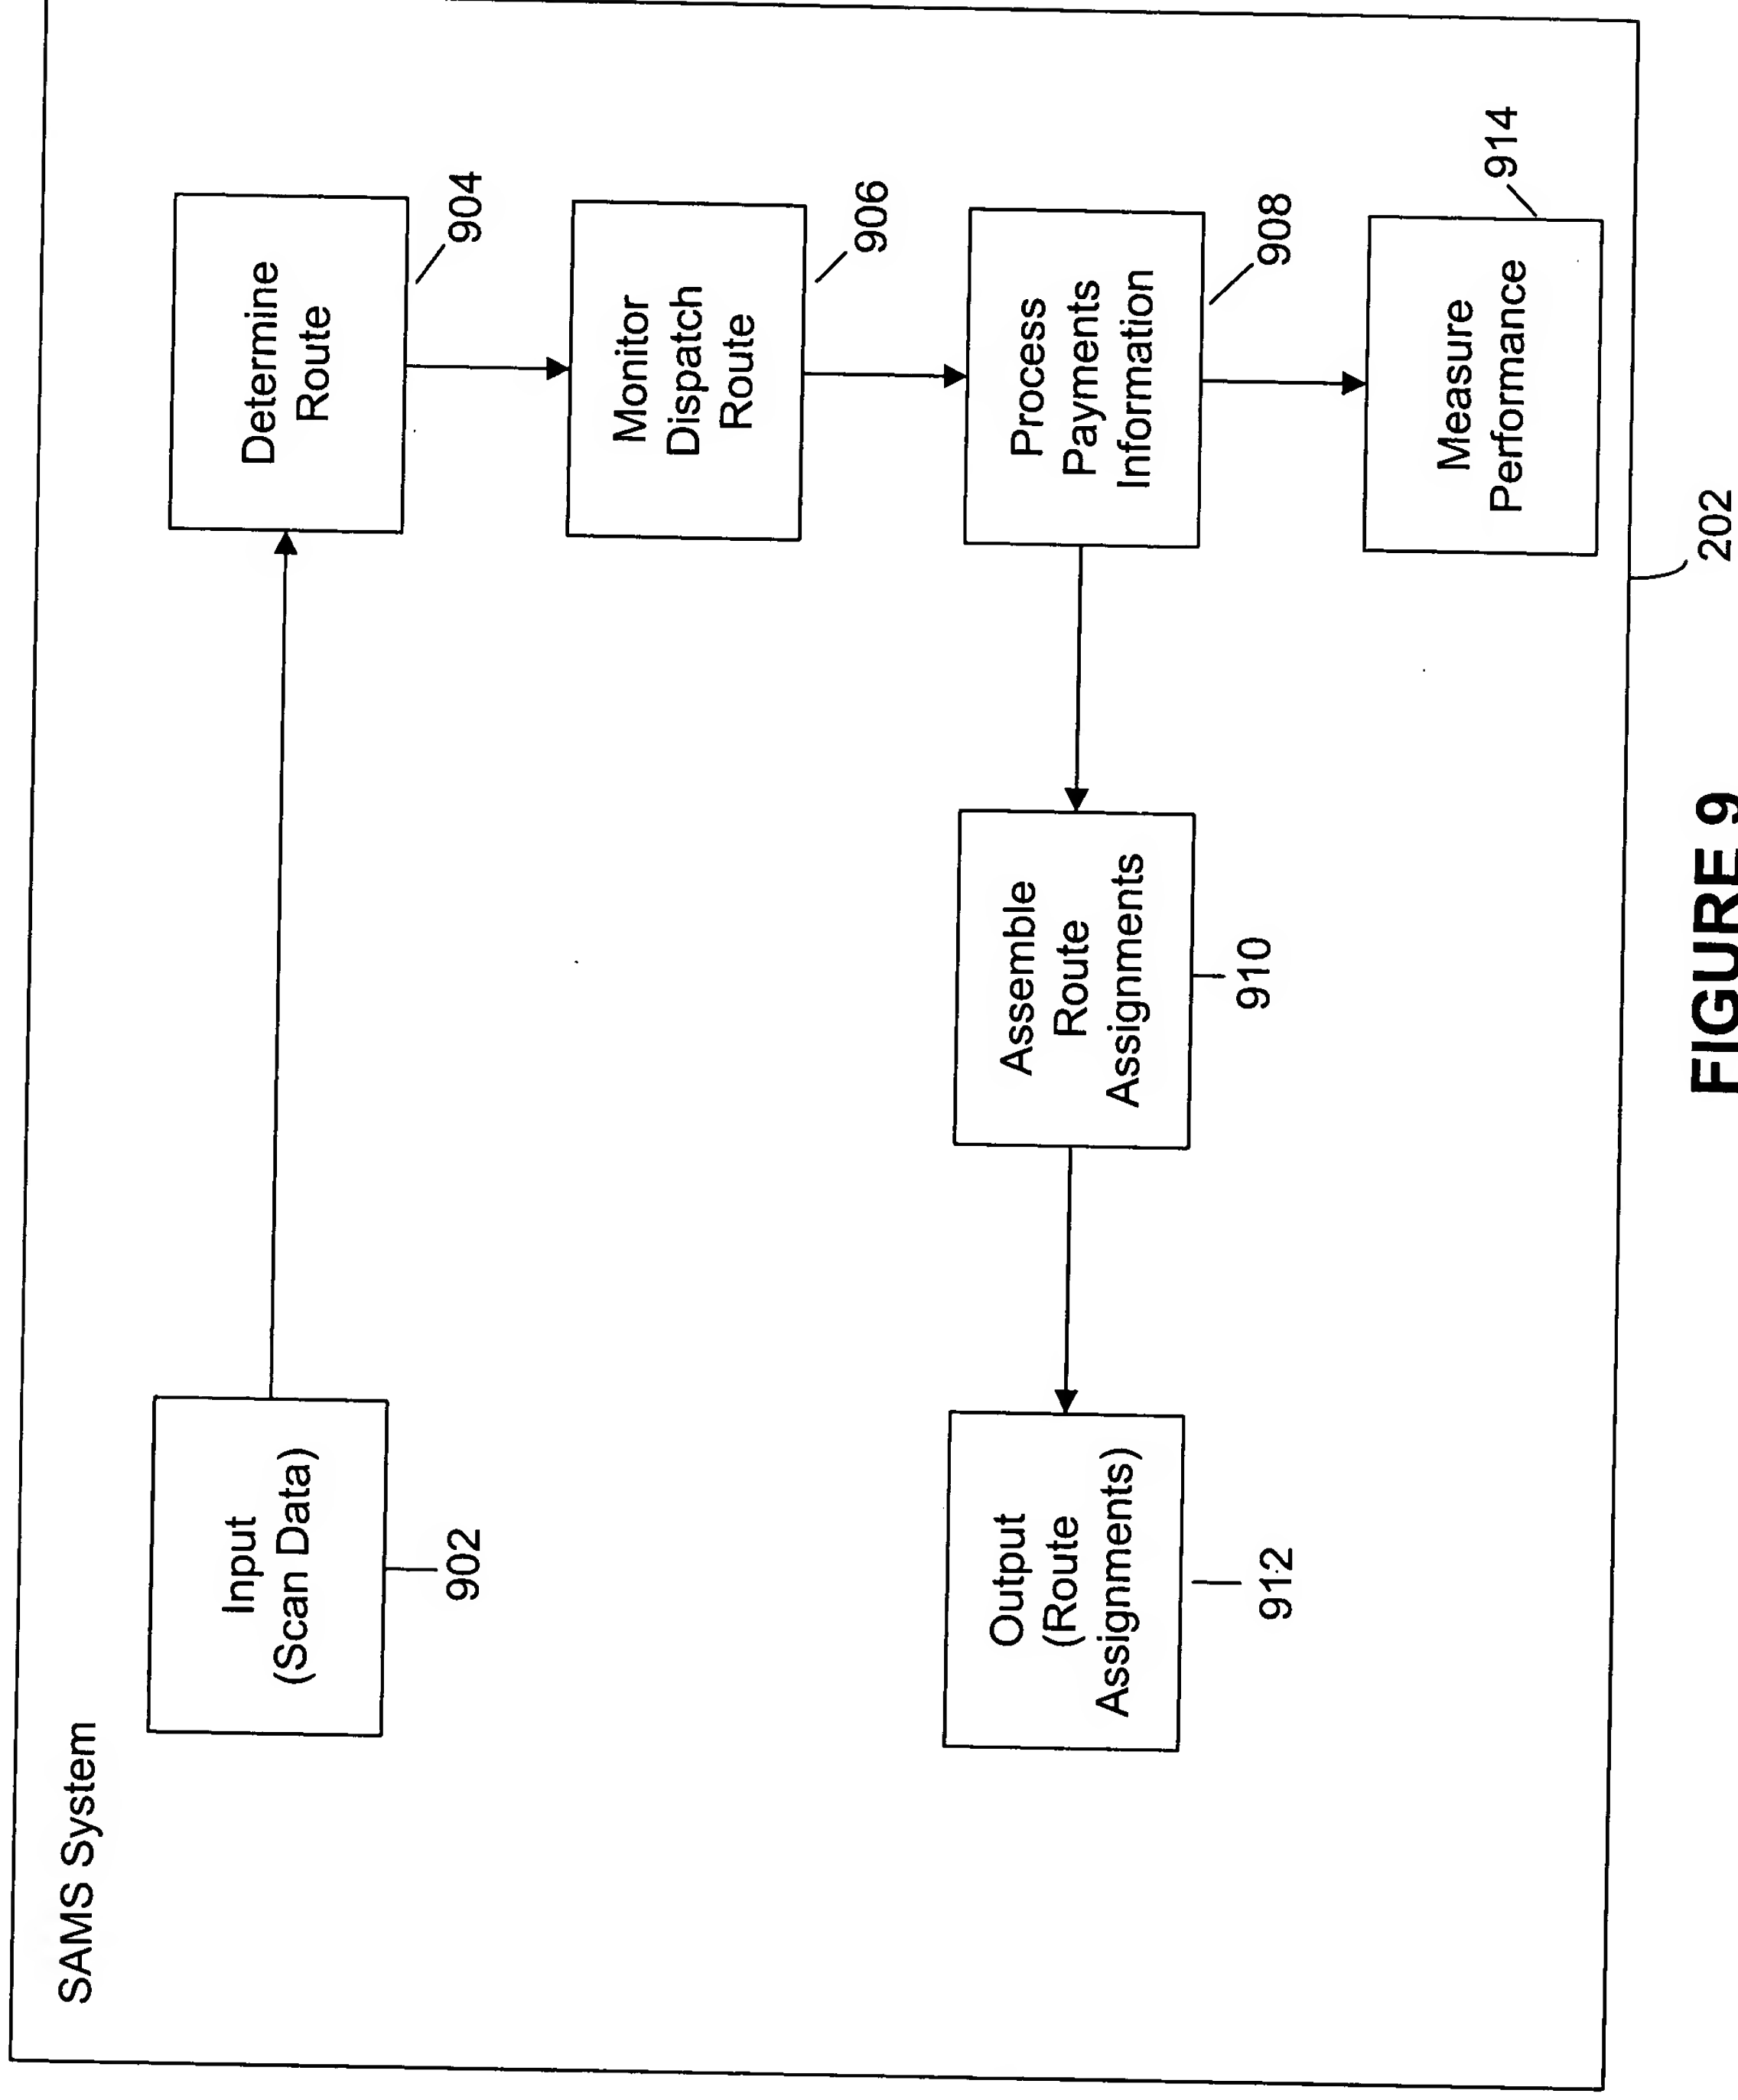 SAMS System
Input
(Scan Data)
902
Determine
Route
904
Monitor
Dispatch
Route
906
Process
Payments
Information
908
Assemble
Route
Assignments
910
Output
(Route
Assignments)
912
Measure
Performance
914
202
FIGURE 9